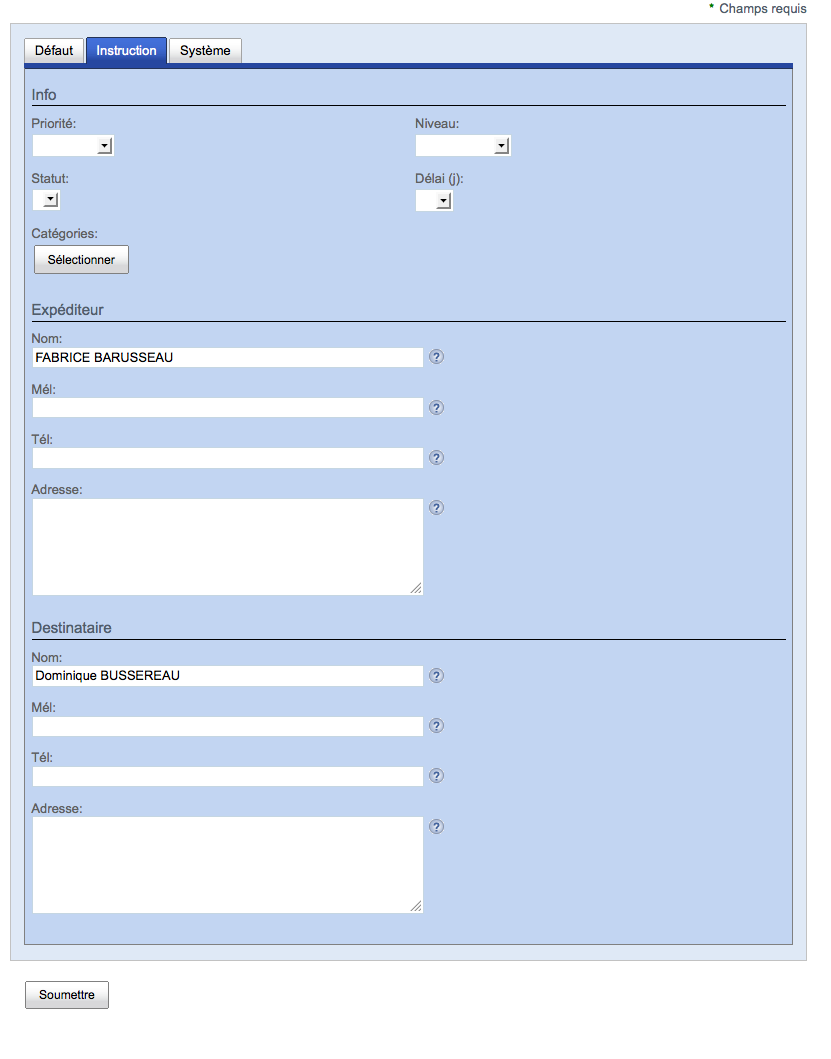 * Champs requis
Défaut Instruction Système
Info
Priorité: Niveau:
Statut: Délai (j):
Catégories:
Sélectionner
Expéditeur
Nom:
FABRICE BARUSSEAU ?
Mél:
?
Tél:
?
Adresse:
?
Destinataire
Nom:
Dominique BUSSEREAU ?
Mél:
?
Tél:
?
Adresse:
?
Soumettre